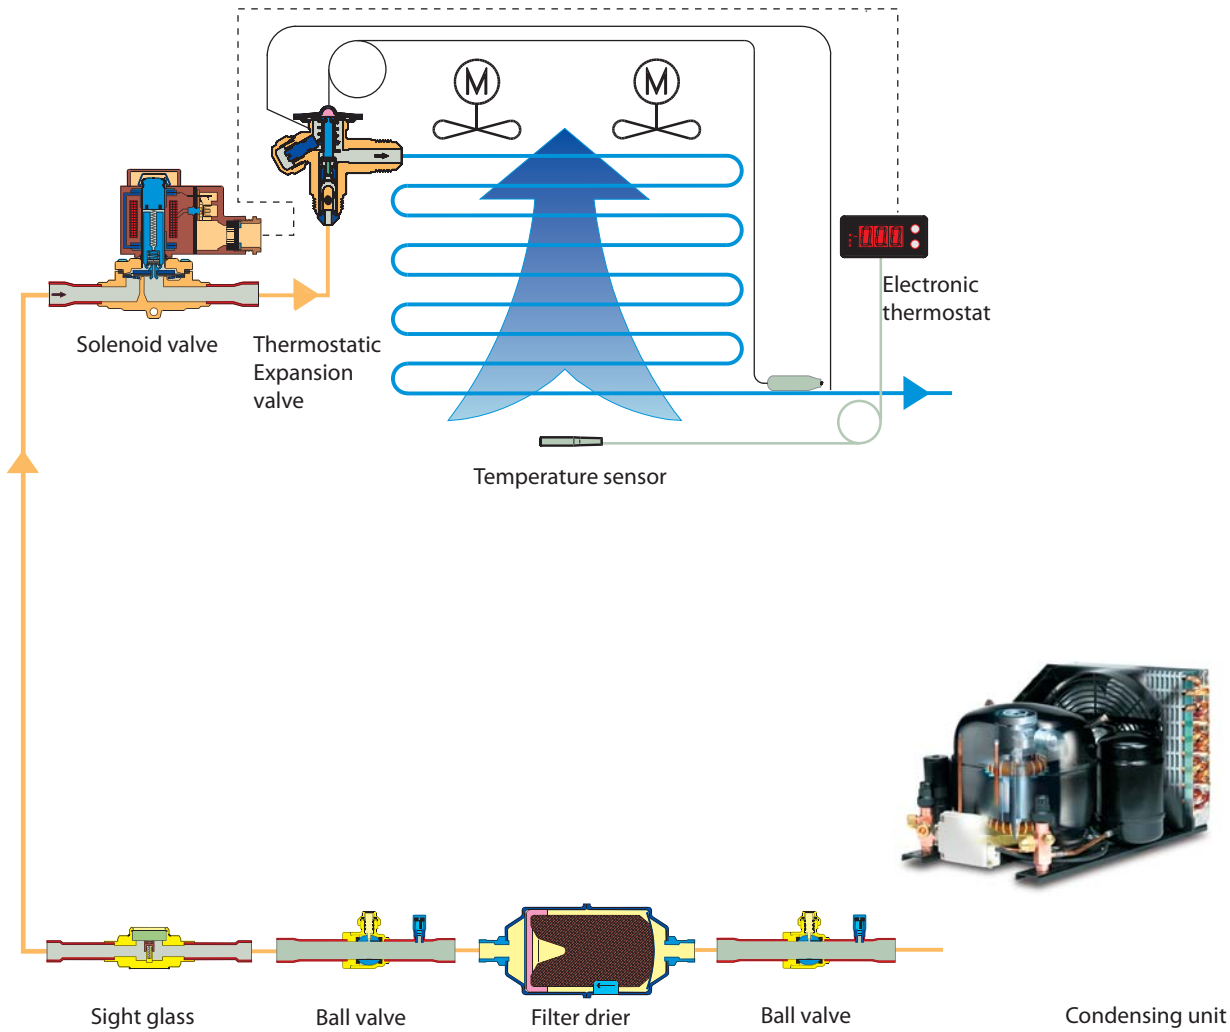 M
M
000
Electronic
thermostat
Solenoid valve
Thermostatic
Expansion
valve
Temperature sensor
Sight glass
Ball valve
Filter drier
Ball valve
Condensing unit